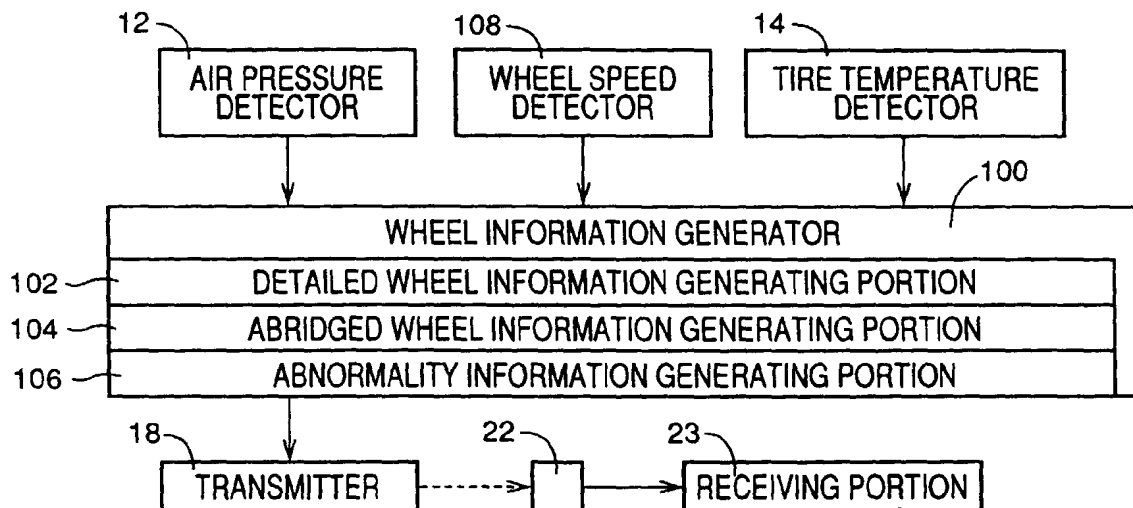 12
108
14
AIR PRESSURE
DETECTOR
WHEEL SPEED
DETECTOR
TIRE TEMPERATURE
DETECTOR
100
WHEEL INFORMATION GENERATOR
102
DETAILED WHEEL INFORMATION GENERATING PORTION
104
ABRIDGED WHEEL INFORMATION GENERATING PORTION
106
ABNORMALITY INFORMATION GENERATING PORTION
18
22
23
TRANSMITTER
RECEIVING PORTION